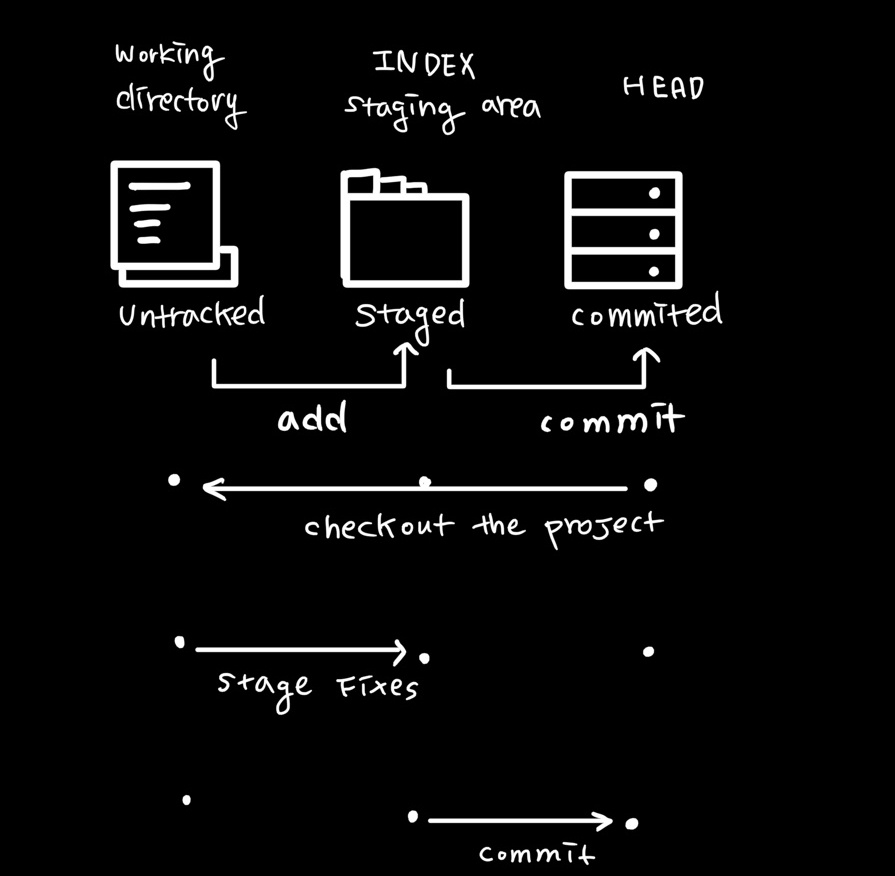 Working
directory
INDEX
staging area
HEAD
Untracked
Staged
commited
add
commit
checkout the project
Stage Fixes
commit